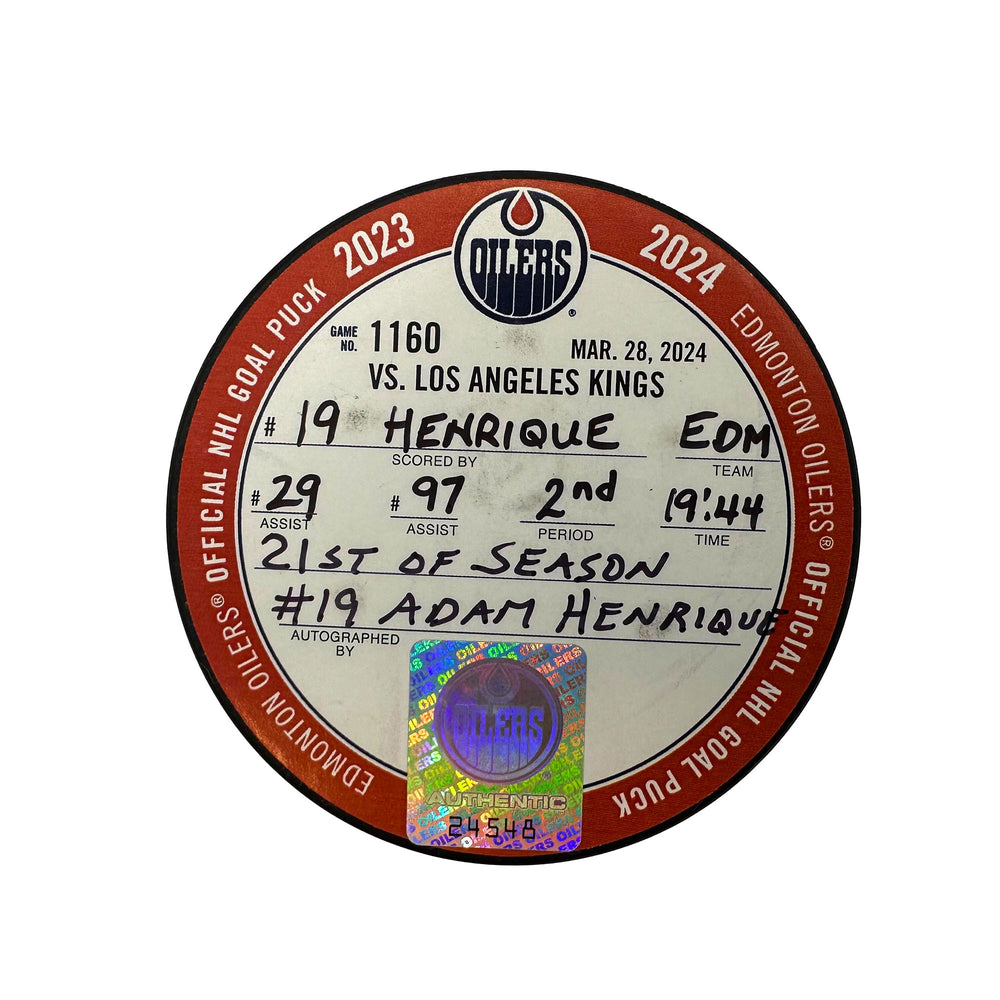 EDMONTON OILERS® OFFICIAL NHL GOAL PUCK 2023
2024 EDMONTON OILERS® OFFICIAL NHL GOAL PUCK
OILERS®
GAME NO. 1160 MAR. 28, 2024
VS. LOS ANGELES KINGS
# 19 HENRIQUE EDM
SCORED BY TEAM
# 29 # 97 2nd 19:44
ASSIST ASSIST PERIOD TIME
21ST OF SEASON
#19 ADAM HENRIQUE
AUTOGRAPHED
BY
OILERS
AUTHENTIC
24548